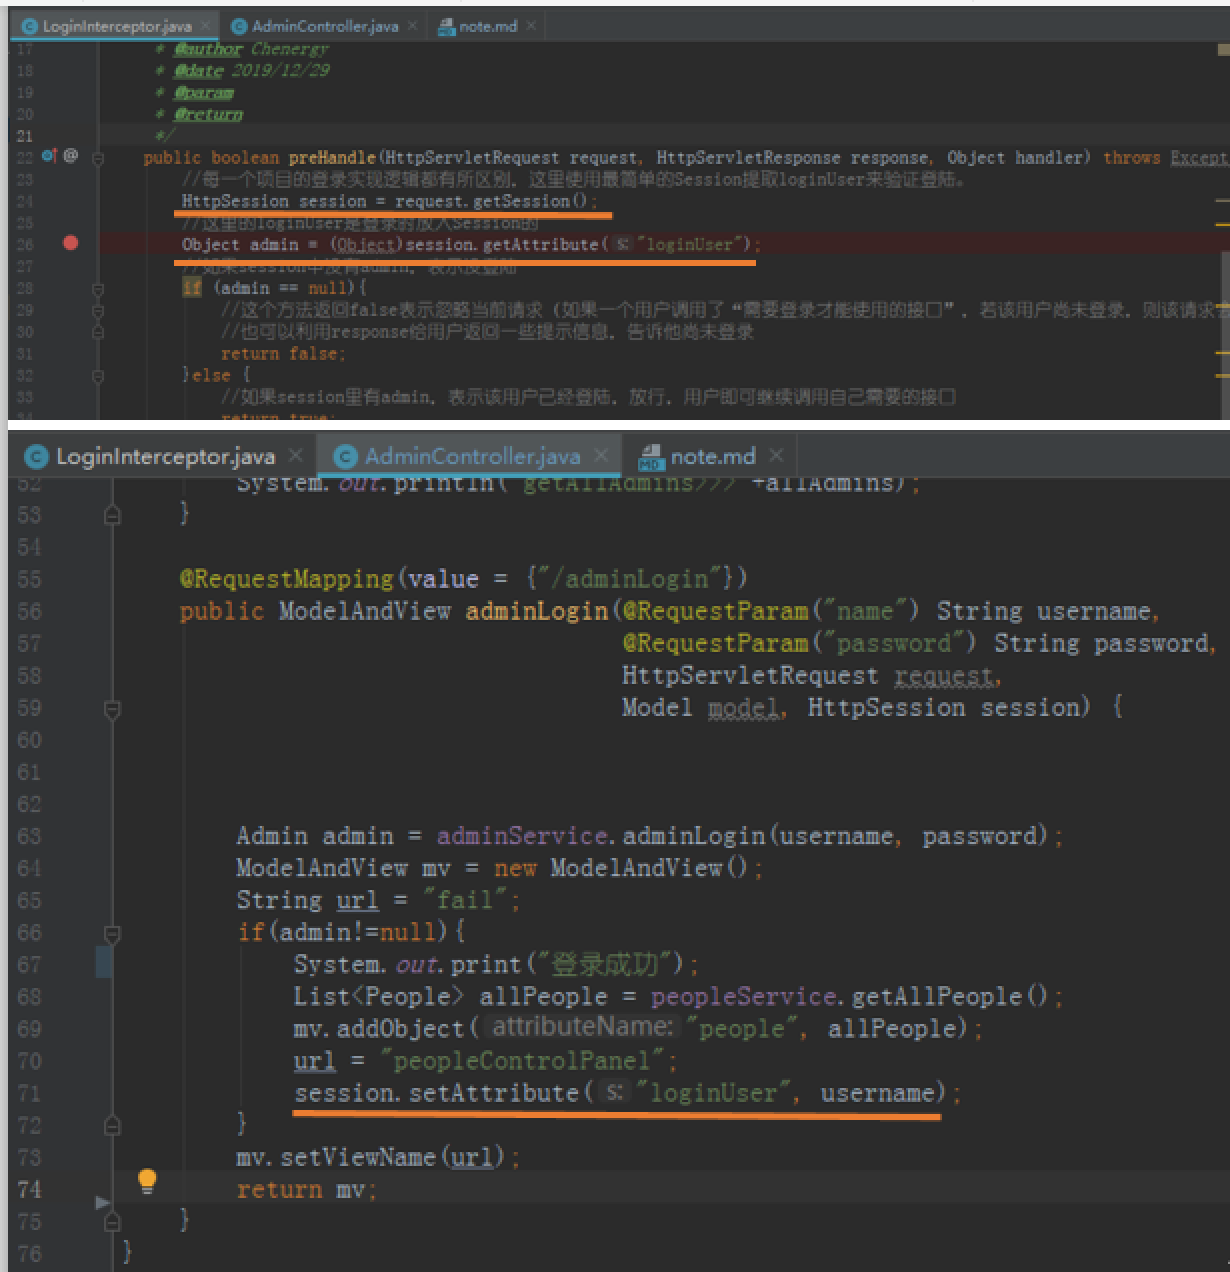 LoginInterceptor.java × AdminController.java × note.md ×
17 * @author Chenergy
18 * @date 2019/12/29
19 * @param
20 * @return
21 */
22 public boolean preHandle(HttpServletRequest request, HttpServletResponse response, Object handler) throws Except
23 //每一个项目的登录实现逻辑都有所区别，这里使用最简单的Session提取loginUser来验证登陆。
24 HttpSession session = request.getSession();
25 //这里的loginUser是登录时放入Session的
26 Object admin = (Object)session.getAttribute( s: "loginUser");
27 //如果session中没有admin，表示没登陆
28 if (admin == null){
29 //这个方法返回false表示忽略当前请求（如果一个用户调用了“需要登录才能使用的接口”，若该用户尚未登录，则该请求
30 //也可以利用response给用户返回一些提示信息，告诉他尚未登录
31 return false;
32 }else {
33 //如果session里有admin，表示该用户已经登陆，放行，用户即可继续调用自己需要的接口
34 return true;
LoginInterceptor.java × AdminController.java × note.md ×
52 System.out.println("getAllAdmins>>> "+allAdmins);
53 }
54
55 @RequestMapping(value = {"/adminLogin"})
56 public ModelAndView adminLogin(@RequestParam("name") String username,
57 @RequestParam("password") String password,
58 HttpServletRequest request,
59 Model model, HttpSession session) {
60
61
62
63 Admin admin = adminService.adminLogin(username, password);
64 ModelAndView mv = new ModelAndView();
65 String url = "fail";
66 if(admin!=null){
67 System.out.print("登录成功");
68 List<People> allPeople = peopleService.getAllPeople();
69 mv.addObject( attributeName: "people", allPeople);
70 url = "peopleControlPanel";
71 session.setAttribute( s: "loginUser", username);
72 }
73 mv.setViewName(url);
74 return mv;
75 }
76 }